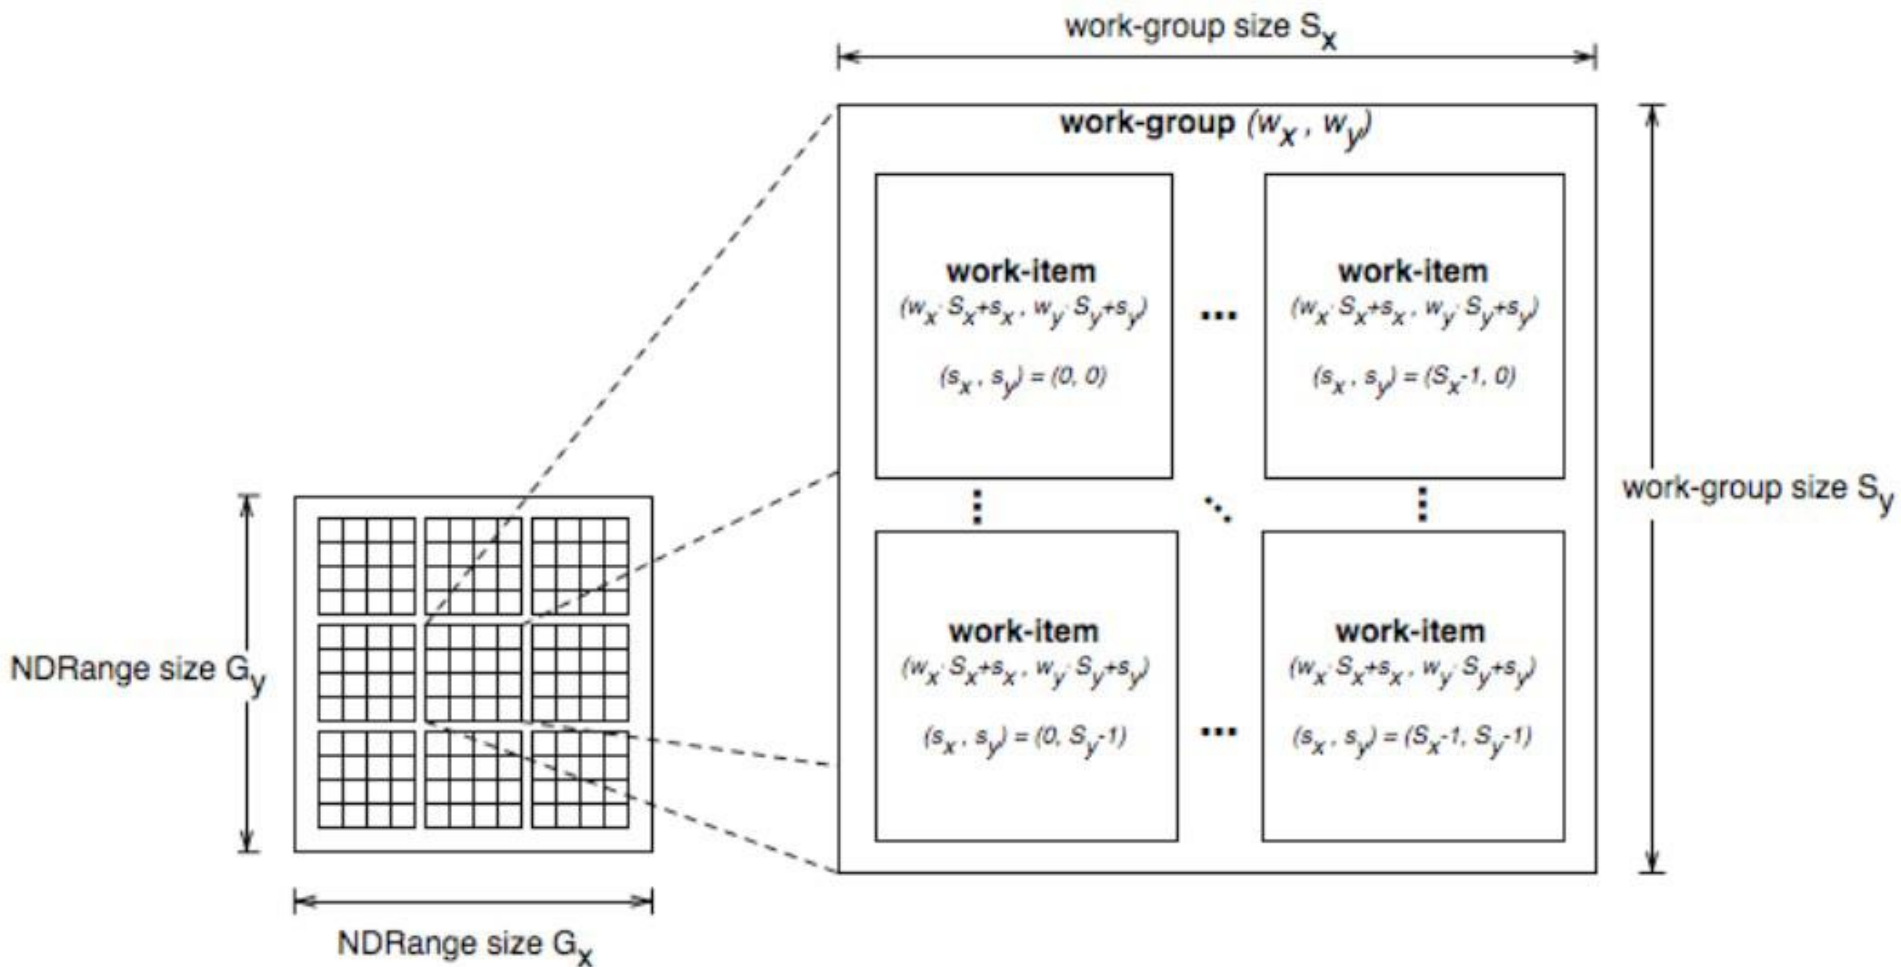 work-group size Sx
work-group (wx , wy)
work-item
(wx· Sx+sx , wy· Sy+sy)
(sx , sy) = (0, 0)
...
work-item
(wx· Sx+sx , wy· Sy+sy)
(sx , sy) = (Sx-1, 0)
work-group size Sy
work-item
(wx· Sx+sx , wy· Sy+sy)
(sx , sy) = (0, Sy-1)
...
work-item
(wx· Sx+sx , wy· Sy+sy)
(sx , sy) = (Sx-1, Sy-1)
NDRange size Gy
NDRange size Gx